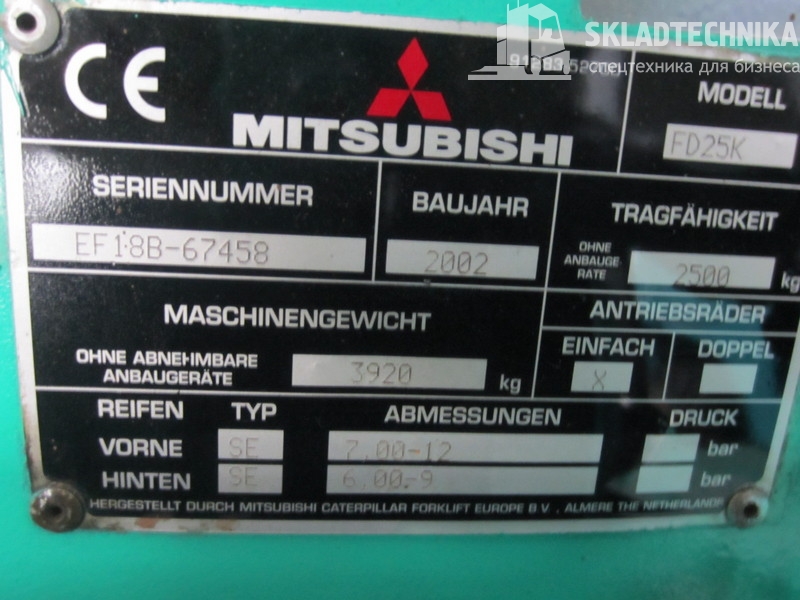 SKLADTECHNIKA
спецтехника для бизнеса
CE
MITSUBISHI
MODELL
FD25K
SERIENNUMMER
EF18B-67458
BAUJAHR
2002
TRAGFÄHIGKEIT
OHNE
ANBAUGE-
RÄTE
2500 kg
MASCHINENGEWICHT
OHNE ABNEHMBARE
ANBAUGERÄTE
3920 kg
ANTRIEBSRÄDER
EINFACH DOPPEL
X
REIFEN TYP ABMESSUNGEN DRUCK
VORNE SE 7.00-12 bar
HINTEN SE 6.00-9 bar
HERGESTELLT DURCH MITSUBISHI CATERPILLAR FORKLIFT EUROPE B.V., ALMERE THE NETHERLANDS